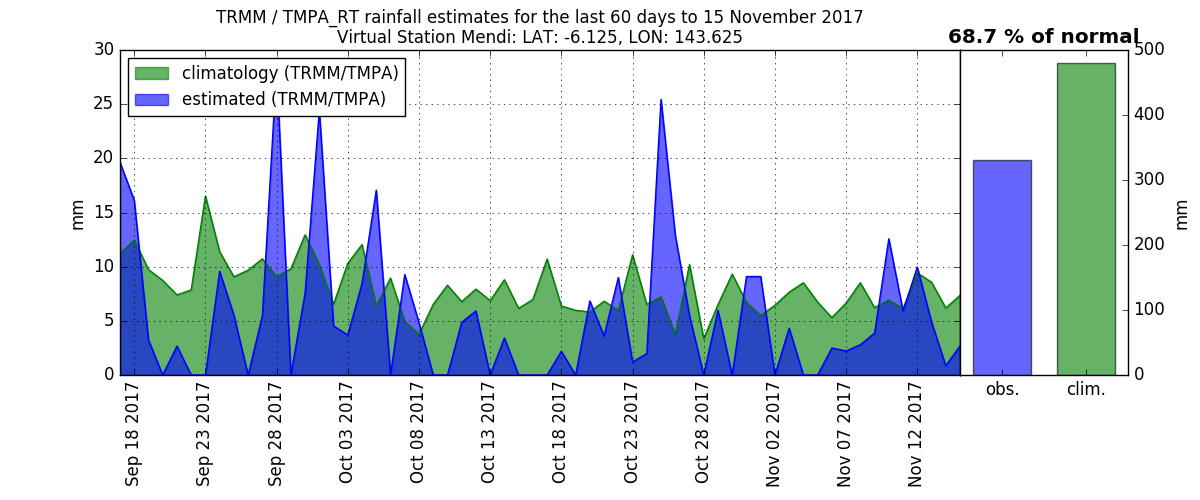 TRMM / TMPA_RT rainfall estimates for the last 60 days to 15 November 2017
Virtual Station Mendi: LAT: -6.125, LON: 143.625
68.7 % of normal
climatology (TRMM/TMPA)
estimated (TRMM/TMPA)
30
25
20
15
10
5
0
mm
Sep 18 2017
Sep 23 2017
Sep 28 2017
Oct 03 2017
Oct 08 2017
Oct 13 2017
Oct 18 2017
Oct 23 2017
Oct 28 2017
Nov 02 2017
Nov 07 2017
Nov 12 2017
obs.
clim.
500
400
300
200
100
0
mm